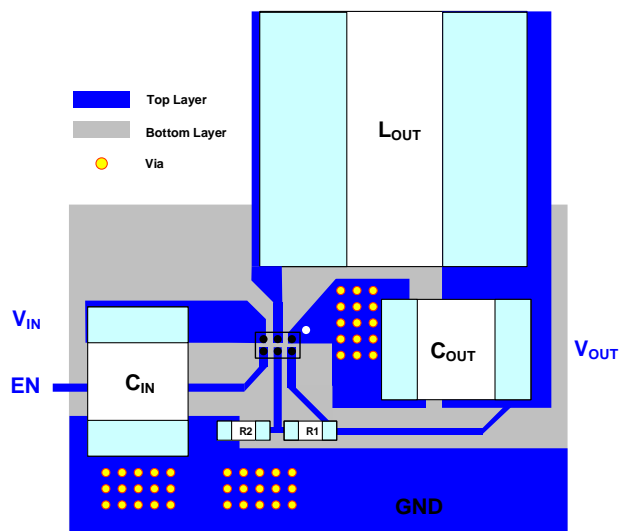 Top Layer
Bottom Layer
Via
LOUT
VIN
EN
CIN
COUT
VOUT
R2
R1
GND